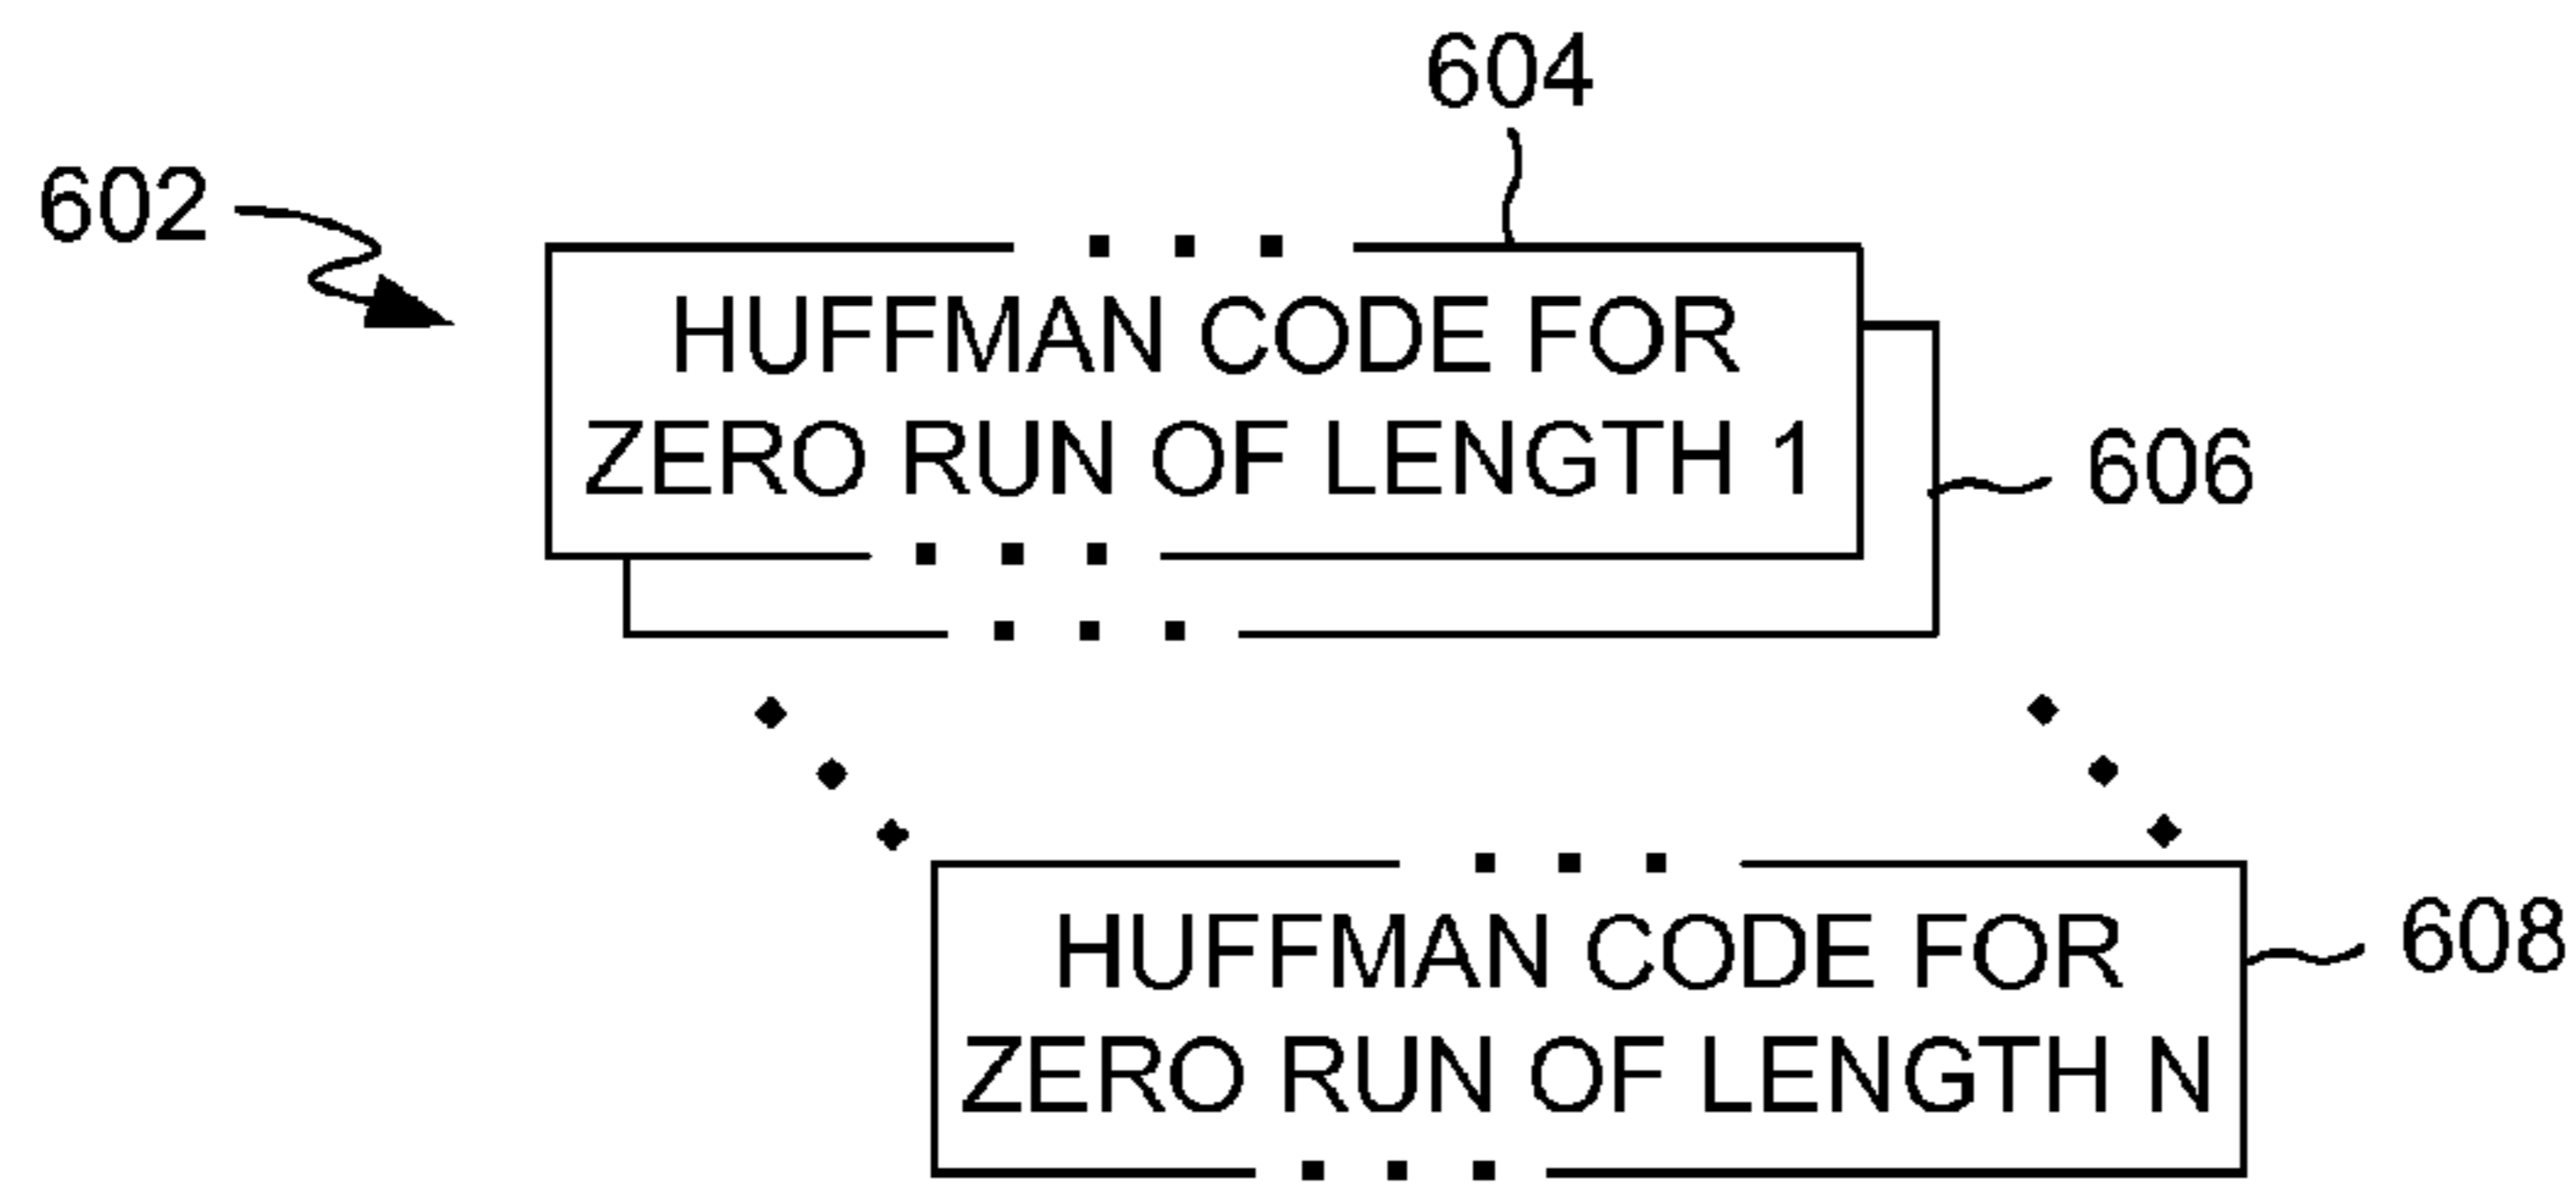 604
602
HUFFMAN CODE FOR
ZERO RUN OF LENGTH 1
606
HUFFMAN CODE FOR
ZERO RUN OF LENGTH N
608